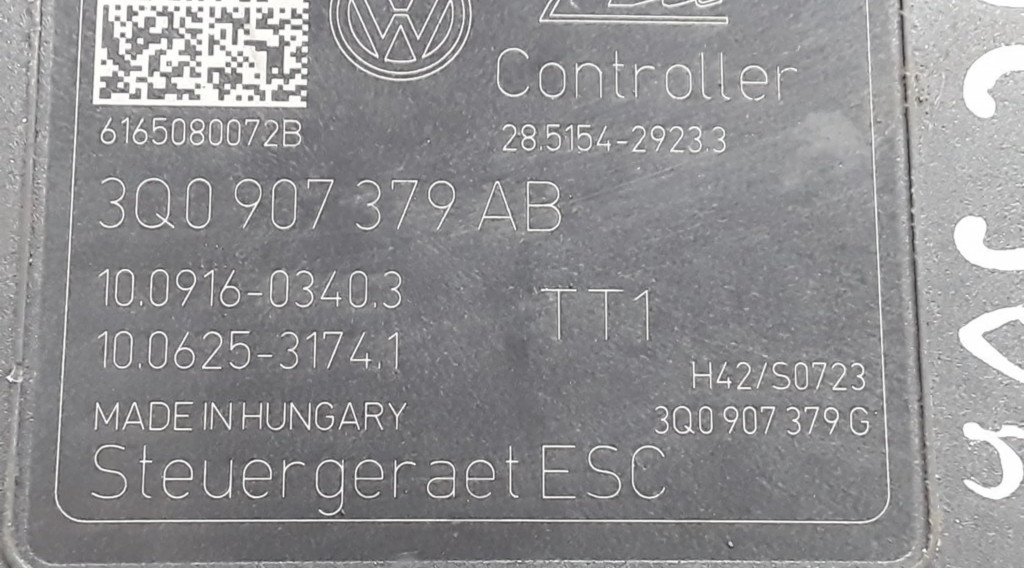 Controller
6165080072B
28.5154-2923.3
3Q0 907 379 AB
10.0916-0340.3
TT1
10.0625-3174.1
H42/S0723
MADE IN HUNGARY
3Q0 907 379 G
Steuergeraet ESC